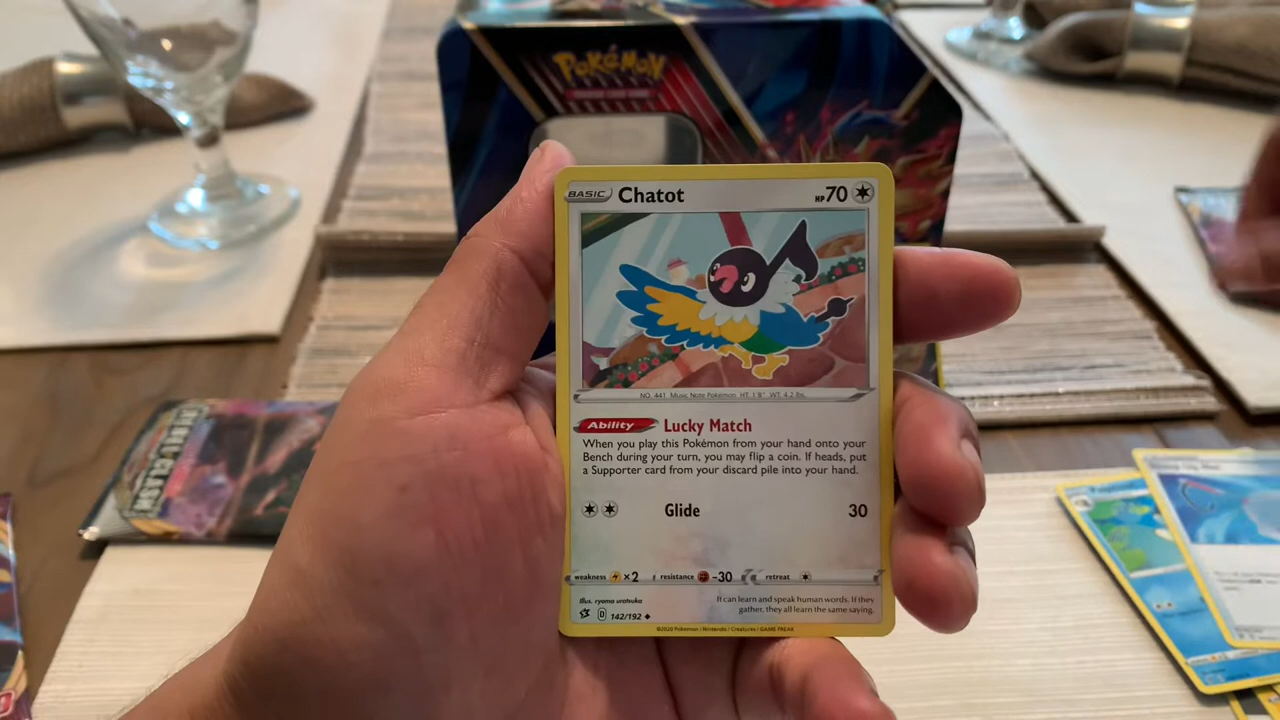 POKÉMON
BASIC Chatot HP 70
NO. 441 Music Note Pokémon HT. 1'8" WT. 4.2 lbs.
Ability Lucky Match
When you play this Pokémon from your hand onto your
Bench during your turn, you may flip a coin. If heads, put
a Supporter card from your discard pile into your hand.
Glide 30
weakness ×2 resistance -30 retreat
Illus. ryoma uratsuka
It can learn and speak human words. If they
gather, they all learn the same saying.
D 142/192
©2020 Pokémon / Nintendo / Creatures / GAME FREAK
REBEL CLASH